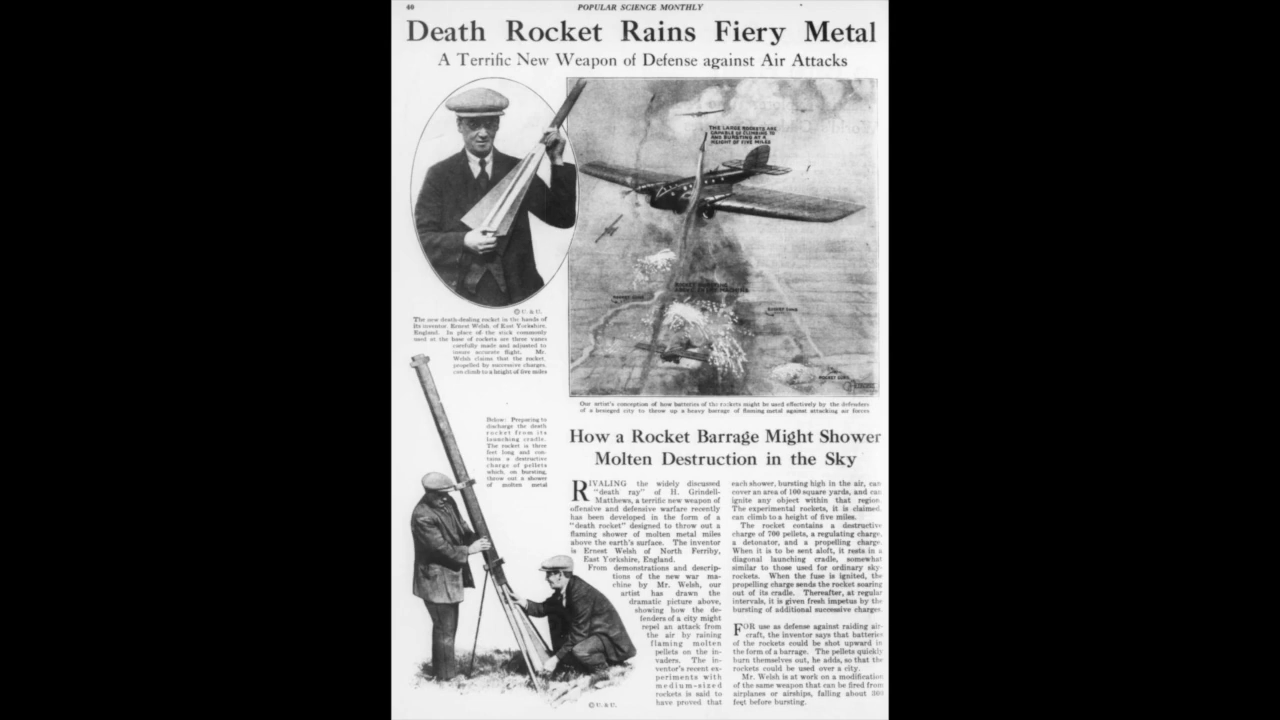 40
POPULAR SCIENCE MONTHLY
Death Rocket Rains Fiery Metal
A Terrific New Weapon of Defense against Air Attacks
THE LARGE ROCKETS ARE
CAPABLE OF CLIMBING TO
AND BURSTING AT A
HEIGHT OF FIVE MILES
ROCKET GUNS
ROCKET GUNS
ROCKET GUNS
© U. & U.
The new death-dealing rocket in the hands of
its inventor, Ernest Welsh, of East Yorkshire,
England. In place of the stick commonly
used at the base of rockets are three vanes
carefully made and adjusted to
insure accurate flight. Mr.
Welsh claims that the rocket,
propelled by successive charges,
can climb to a height of five miles
Our artist's conception of how batteries of the rockets might be used effectively by the defenders
of a besieged city to throw up a heavy barrage of flaming metal against attacking air forces
Below: Preparing to
discharge the death
rocket from its
launching cradle.
The rocket is three
feet long and con-
tains a destructive
charge of pellets
which, on bursting,
throw out a shower
of molten metal
How a Rocket Barrage Might Shower
Molten Destruction in the Sky
RIVALING the widely discussed
"death ray" of H. Grindell-
Matthews, a terrific new weapon of
offensive and defensive warfare recently
has been developed in the form of a
"death rocket" designed to throw out a
flaming shower of molten metal miles
above the earth's surface. The inventor
is Ernest Welsh of North Ferriby,
East Yorkshire, England.
From demonstrations and descrip-
tions of the new war ma-
chine by Mr. Welsh, our
artist has drawn the
dramatic picture above,
showing how the de-
fenders of a city might
repel an attack from
the air by raining
flaming molten
pellets on the in-
vaders. The in-
ventor's recent ex-
periments with
medium-sized
rockets is said to
have proved that
each shower, bursting high in the air, can
cover an area of 100 square yards, and can
ignite any object within that region.
The experimental rockets, it is claimed,
can climb to a height of five miles.
The rocket contains a destructive
charge of 700 pellets, a regulating charge,
a detonator, and a propelling charge.
When it is to be sent aloft, it rests in a
diagonal launching cradle, somewhat
similar to those used for ordinary sky-
rockets. When the fuse is ignited, the
propelling charge sends the rocket soaring
out of its cradle. Thereafter, at regular
intervals, it is given fresh impetus by the
bursting of additional successive charges.
FOR use as defense against raiding air-
craft, the inventor says that batteries
of the rockets could be shot upward in
the form of a barrage. The pellets quickly
burn themselves out, he adds, so that the
rockets could be used over a city.
Mr. Welsh is at work on a modification
of the same weapon that can be fired from
airplanes or airships, falling about 300
feet before bursting.
© U. & U.